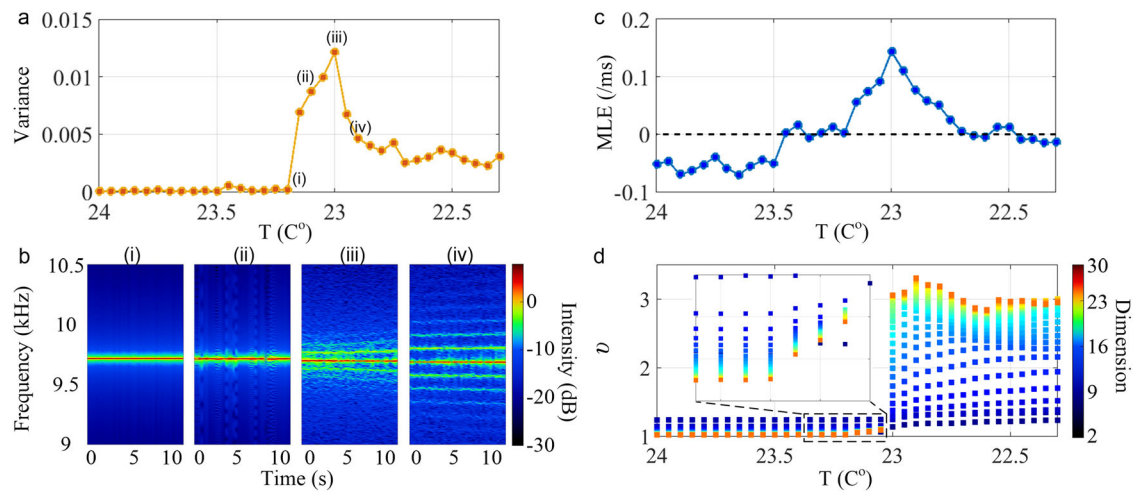 a
0.015
0.01
0.005
0
Variance
(i)
(ii)
(iii)
(iv)
24
23.5
23
22.5
T (C°)
c
0.2
0.1
0
-0.1
MLE (/ms)
24
23.5
23
22.5
T (C°)
b
(i)
(ii)
(iii)
(iv)
10.5
10
9.5
9
Frequency (kHz)
0 5 10
0 5 10
0 5 10
0 5 10
Time (s)
0
-10
-20
-30
Intensity (dB)
d
3
2
1
υ
24
23.5
23
22.5
T (C°)
30
23
16
9
2
Dimension